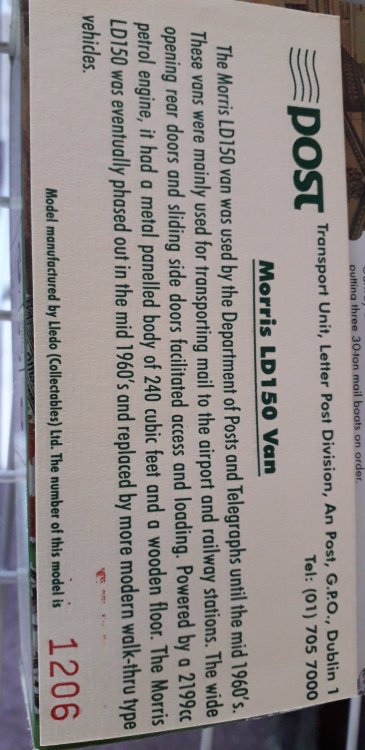 putting three 30-ton mail boats on order.
post
Transport Unit, Letter Post Division, An Post, G.P.O., Dublin 1
Tel: (01) 705 7000
Morris LD150 Van
The Morris LD150 van was used by the Department of Posts and Telegraphs until the mid 1960's.
These vans were mainly used for transporting mail to the airport and railway stations. The wide
opening rear doors and sliding side doors facilitated access and loading. Powered by a 2199cc
petrol engine, it had a metal panelled body of 240 cubic feet and a wooden floor. The Morris
LD150 was eventually phased out in the mid 1960's and replaced by more modern walk-thru type
vehicles.
Model manufactured by Lledo (Collectables) Ltd. The number of this model is 1206